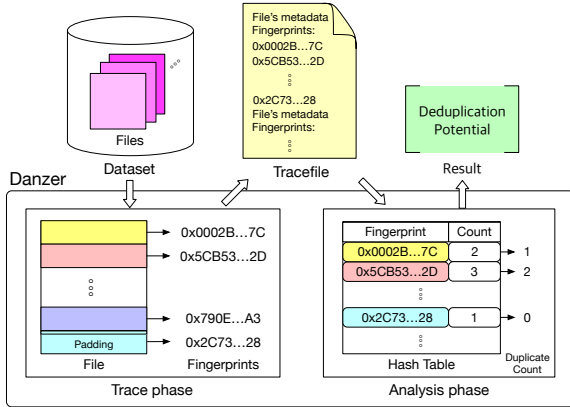 File's metadata
Fingerprints:
0x0002B...7C
0x5CB53...2D
0x2C73...28
File's metadata
Fingerprints:
Files
Dataset
Tracefile
Deduplication
Potential
Result
Danzer
0x0002B...7C
0x5CB53...2D
0x790E...A3
Padding
0x2C73...28
File
Fingerprints
Trace phase
Fingerprint Count
0x0002B...7C 2 1
0x5CB53...2D 3 2
0x2C73...28 1 0
Hash Table
Duplicate
Count
Analysis phase